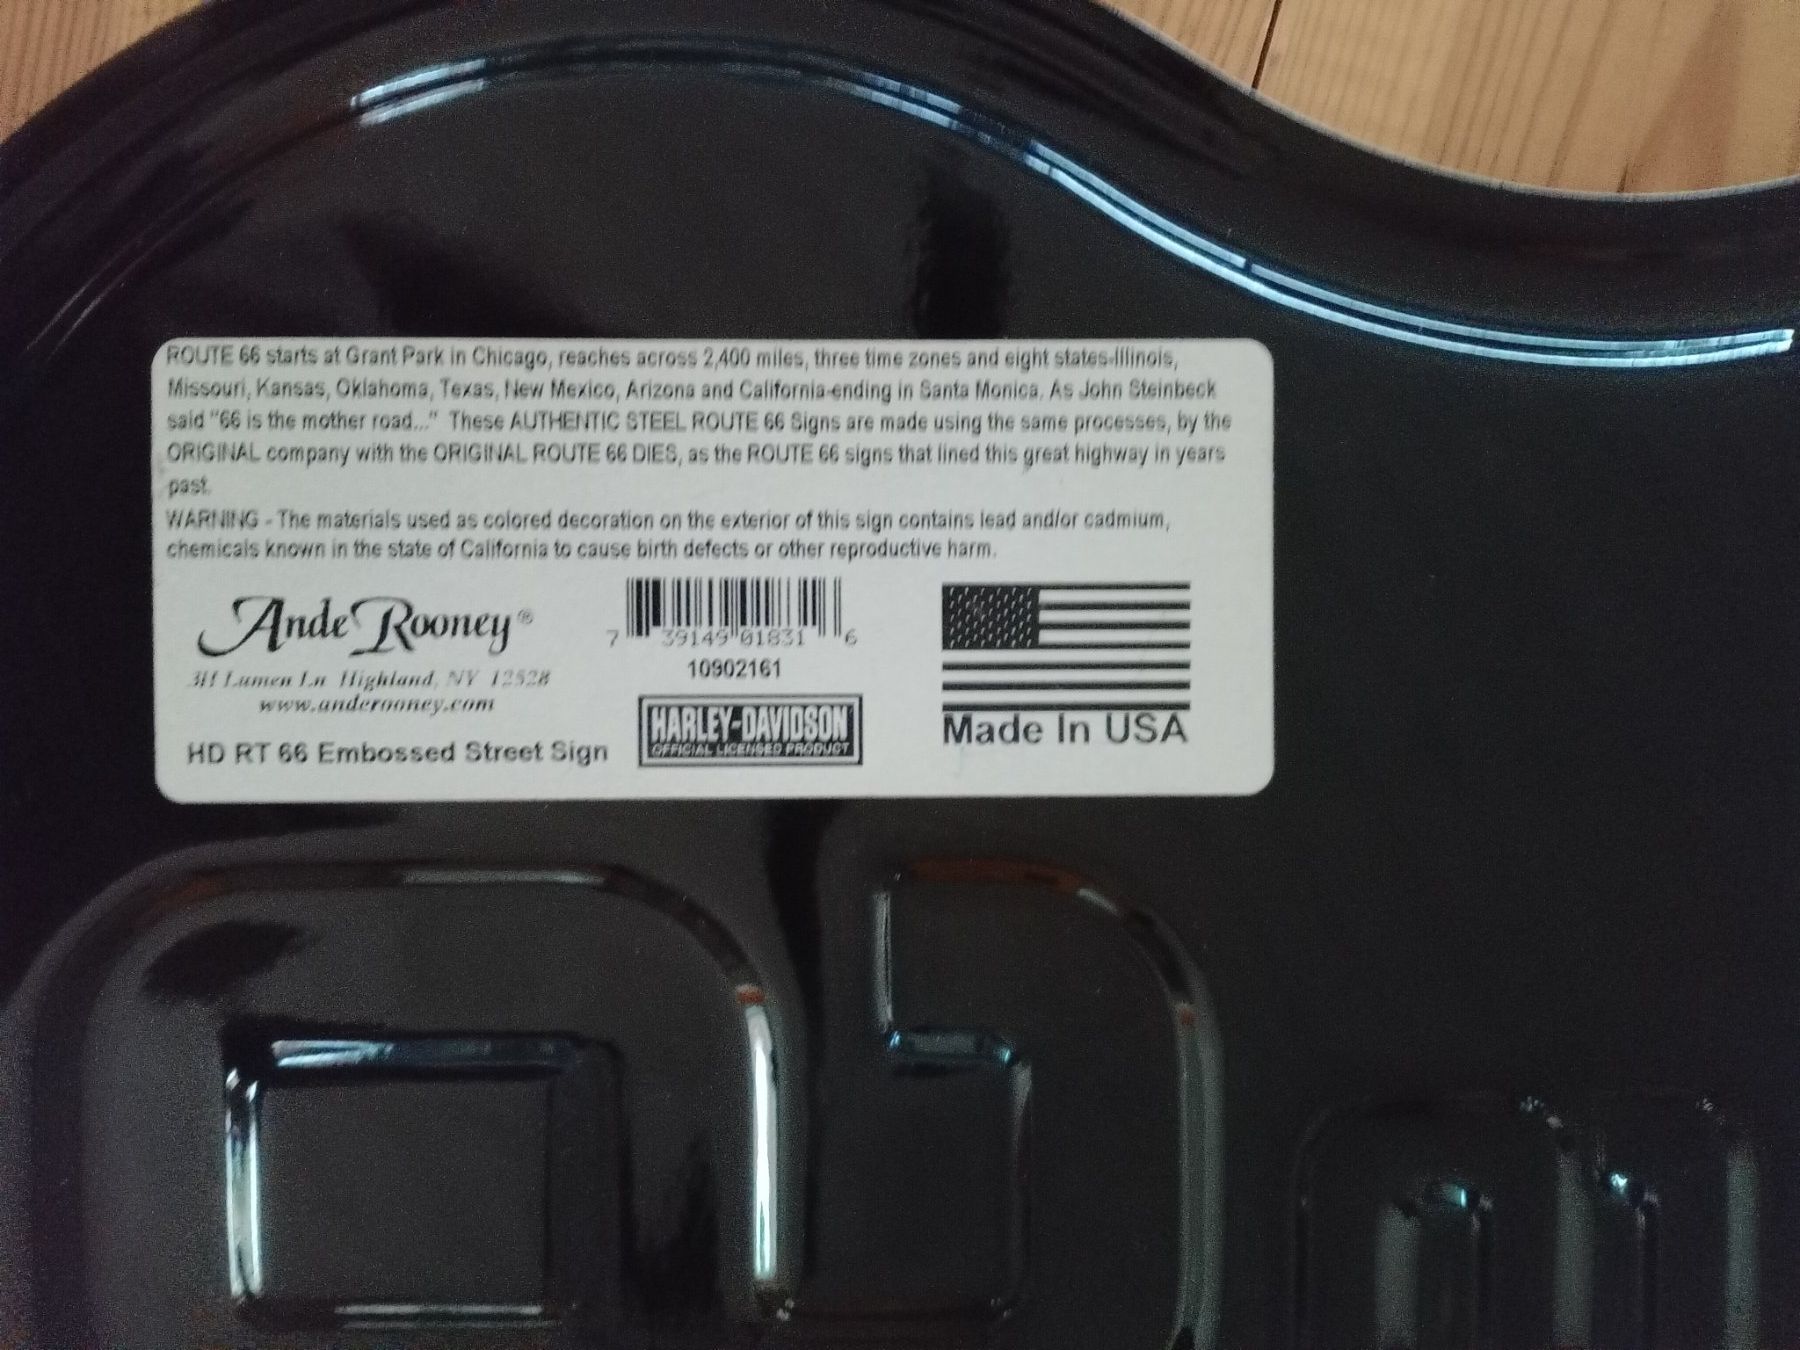 ROUTE 66 starts at Grant Park in Chicago, reaches across 2,400 miles, three time zones and eight states-Illinois,
Missouri, Kansas, Oklahoma, Texas, New Mexico, Arizona and California-ending in Santa Monica. As John Steinbeck
said "66 is the mother road..." These AUTHENTIC STEEL ROUTE 66 Signs are made using the same processes, by the
ORIGINAL company with the ORIGINAL ROUTE 66 DIES, as the ROUTE 66 signs that lined this great highway in years
past.
WARNING - The materials used as colored decoration on the exterior of this sign contains lead and/or cadmium,
chemicals known in the state of California to cause birth defects or other reproductive harm.
Ande Rooney®
Lumen Ln Highland, NY 12528
www.anderooney.com
HD RT 66 Embossed Street Sign
7 39149 01831 6
10902161
HARLEY-DAVIDSON
OFFICIAL LICENSED PRODUCT
Made In USA